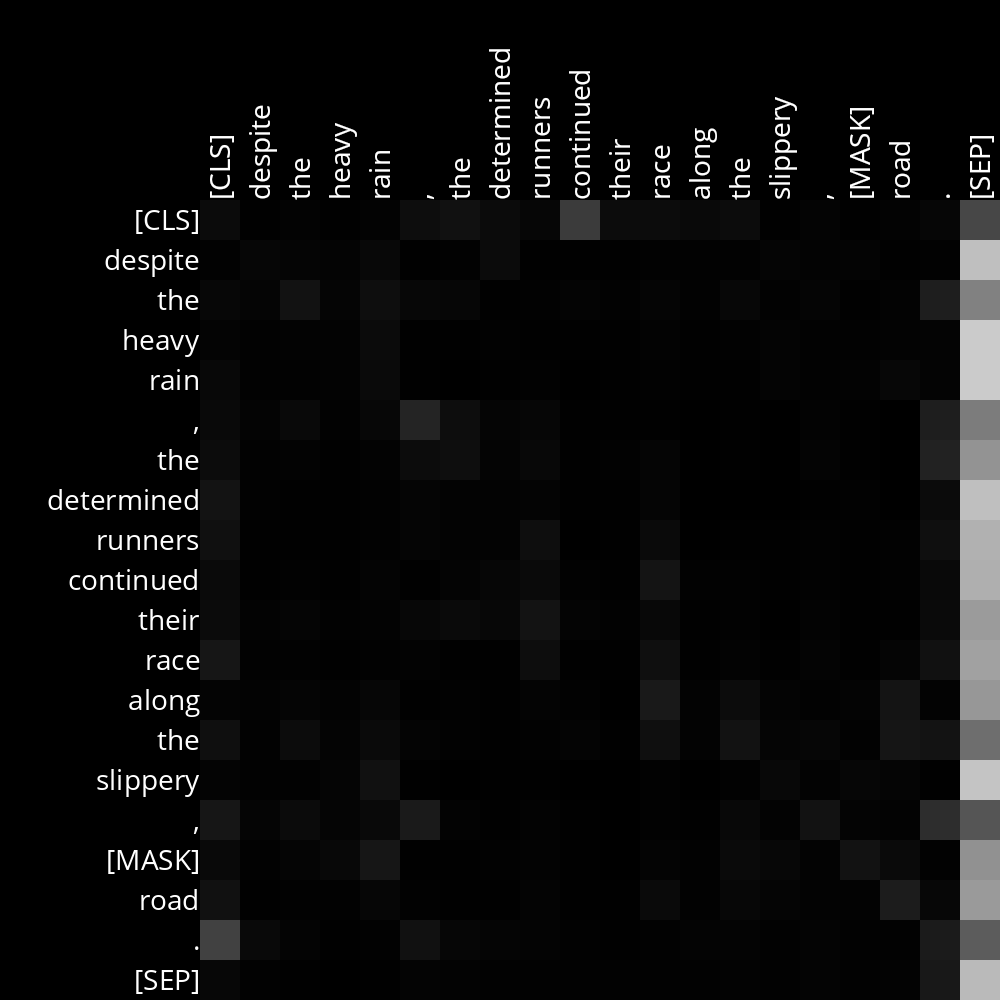 [CLS] despite the heavy rain , the determined runners continued their race along the slippery , [MASK] road . [SEP]
[CLS]
despite
the
heavy
rain
,
the
determined
runners
continued
their
race
along
the
slippery
,
[MASK]
road
.
[SEP]